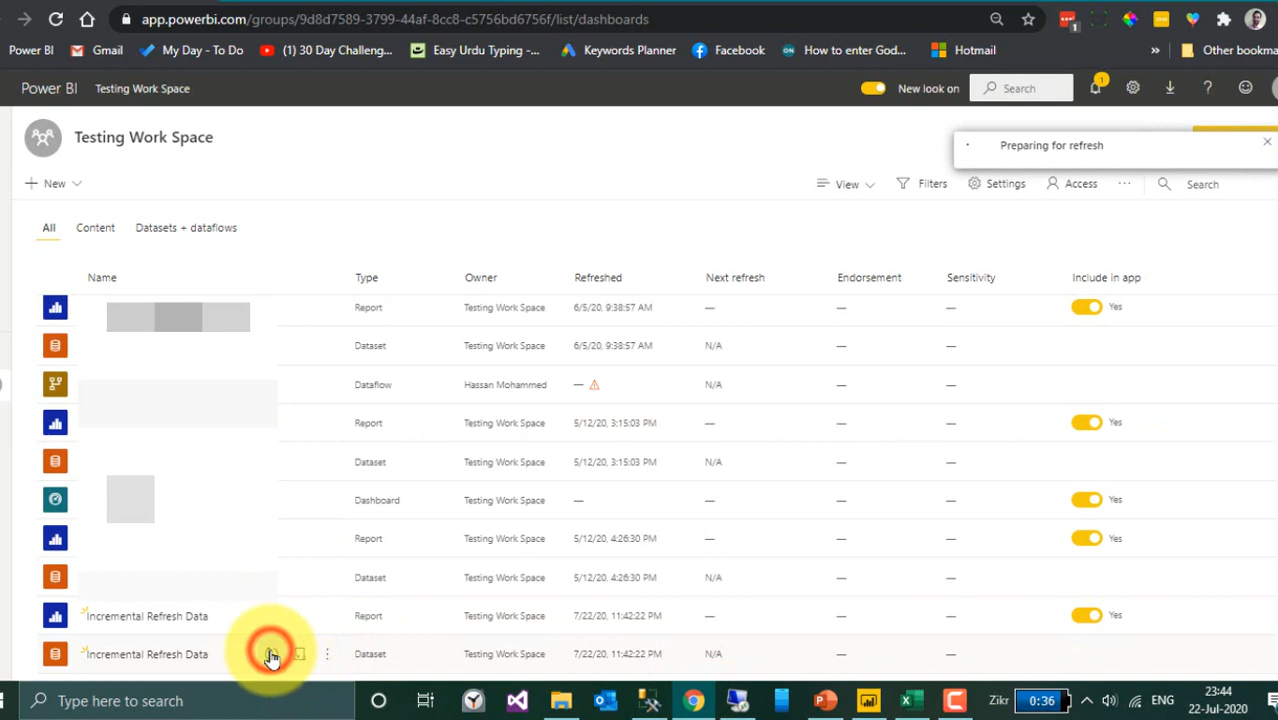 app.powerbi.com/groups/9d8d7589-3799-44af-8cc8-c5756bd6756f/list/dashboards
1
Power BI Gmail My Day - To Do (1) 30 Day Challeng... Easy Urdu Typing -... Keywords Planner Facebook ON How to enter God... Hotmail » Other bookma
Power BI Testing Work Space New look on Search 1 ?
Testing Work Space
Preparing for refresh
New View Filters Settings Access ... Search
All Content Datasets + dataflows
Name Type Owner Refreshed Next refresh Endorsement Sensitivity Include in app
Report Testing Work Space 6/5/20, 9:38:57 AM — — — Yes
Dataset Testing Work Space 6/5/20, 9:38:57 AM N/A — —
Dataflow Hassan Mohammed — N/A — —
Report Testing Work Space 5/12/20, 3:15:03 PM — — — Yes
Dataset Testing Work Space 5/12/20, 3:15:03 PM N/A — —
Dashboard Testing Work Space — — — — Yes
Report Testing Work Space 5/12/20, 4:26:30 PM — — — Yes
Dataset Testing Work Space 5/12/20, 4:26:30 PM N/A — —
Incremental Refresh Data Report Testing Work Space 7/22/20, 11:42:22 PM — — — Yes
Incremental Refresh Data Dataset Testing Work Space 7/22/20, 11:42:22 PM N/A — —
Type here to search Zikr 0:36 ENG 23:44
22-Jul-2020